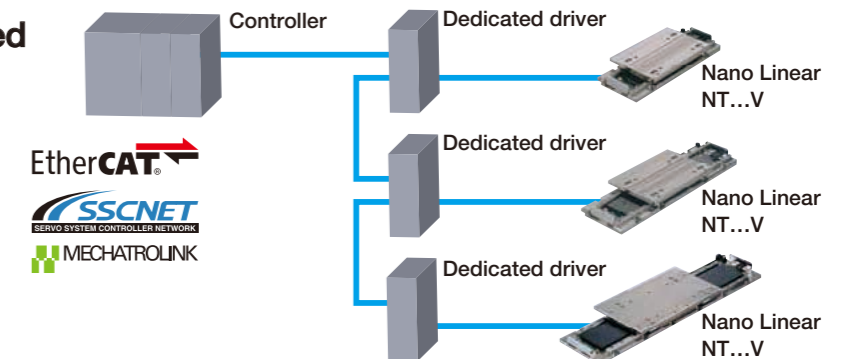 ed
Controller
Dedicated driver
Nano Linear
NT...V
EtherCAT®
Dedicated driver
SSCNET
SERVO SYSTEM CONTROLLER NETWORK
Nano Linear
NT...V
MECHATROLINK
Dedicated driver
Nano Linear
NT...V